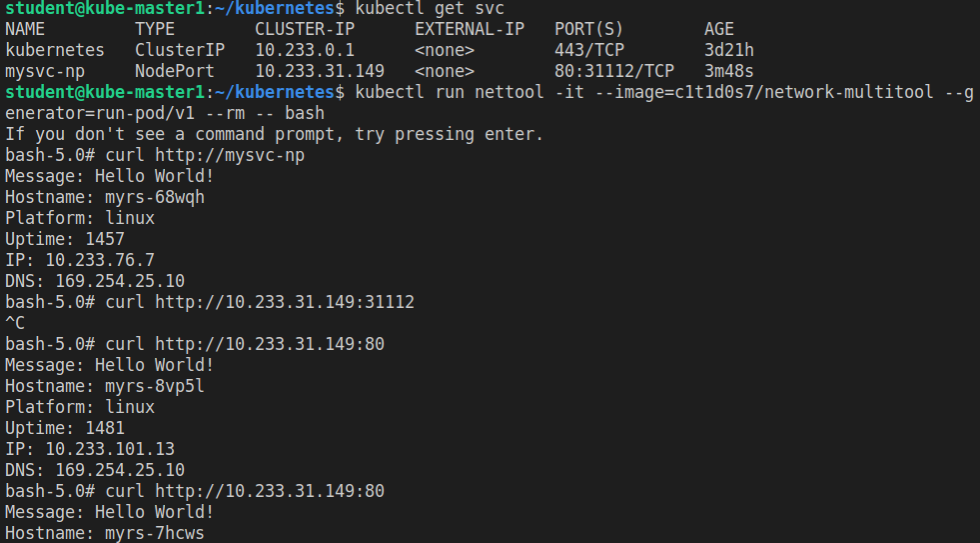 student@kube-master1:~/kubernetes$ kubectl get svc
NAME         TYPE        CLUSTER-IP      EXTERNAL-IP   PORT(S)        AGE
kubernetes   ClusterIP   10.233.0.1      <none>        443/TCP        3d21h
mysvc-np     NodePort    10.233.31.149   <none>        80:31112/TCP   3m48s
student@kube-master1:~/kubernetes$ kubectl run nettool -it --image=c1t1d0s7/network-multitool --g
enerator=run-pod/v1 --rm -- bash
If you don't see a command prompt, try pressing enter.
bash-5.0# curl http://mysvc-np
Message: Hello World!
Hostname: myrs-68wqh
Platform: linux
Uptime: 1457
IP: 10.233.76.7
DNS: 169.254.25.10
bash-5.0# curl http://10.233.31.149:31112
^C
bash-5.0# curl http://10.233.31.149:80
Message: Hello World!
Hostname: myrs-8vp5l
Platform: linux
Uptime: 1481
IP: 10.233.101.13
DNS: 169.254.25.10
bash-5.0# curl http://10.233.31.149:80
Message: Hello World!
Hostname: myrs-7hcws